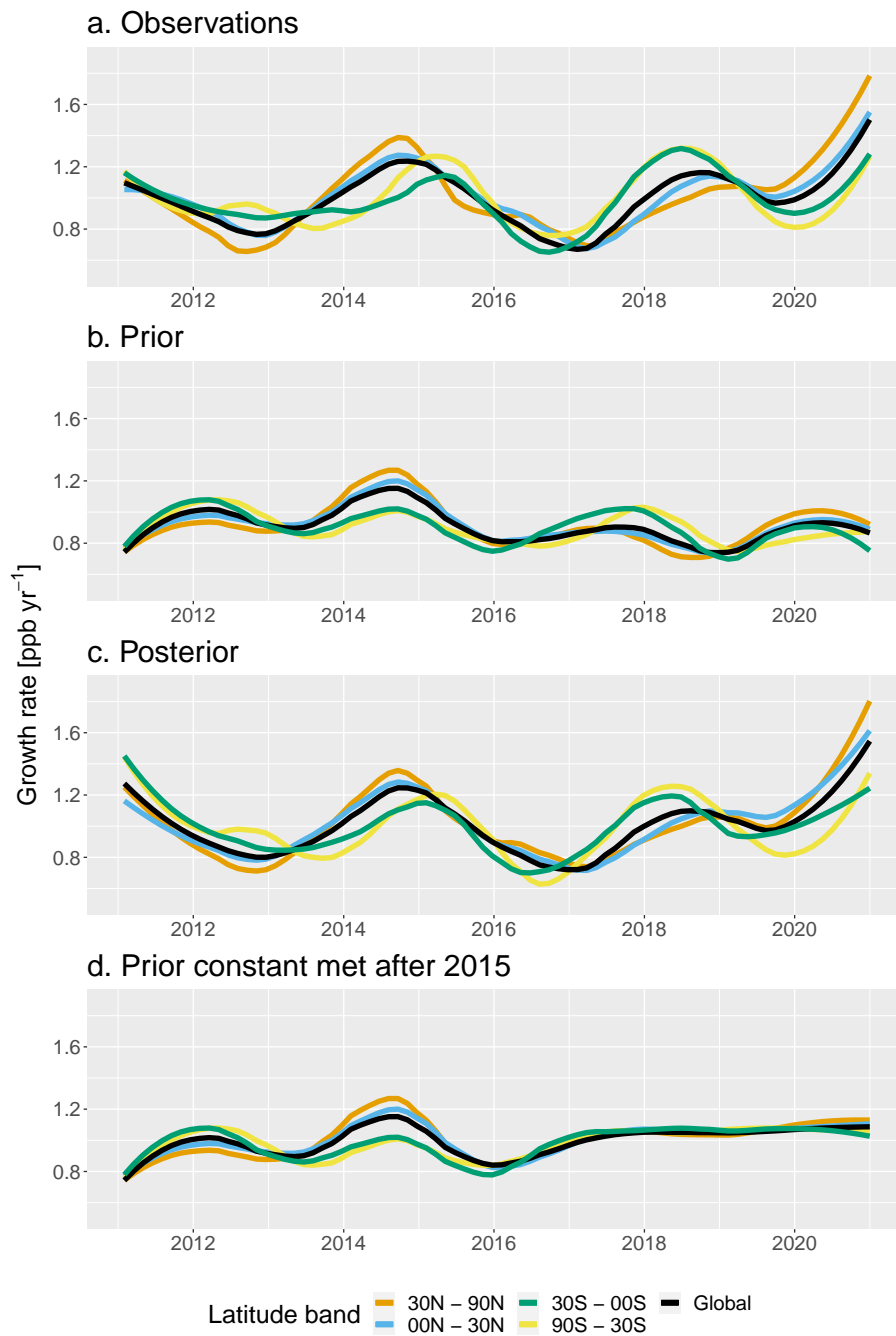 a. Observations
1.6
1.2
0.8
2012 2014 2016 2018 2020
b. Prior
1.6
1.2
0.8
2012 2014 2016 2018 2020
c. Posterior
1.6
1.2
0.8
2012 2014 2016 2018 2020
d. Prior constant met after 2015
1.6
1.2
0.8
2012 2014 2016 2018 2020
Growth rate [ppb yr⁻¹]
Latitude band
30N − 90N 30S − 00S Global
00N − 30N 90S − 30S